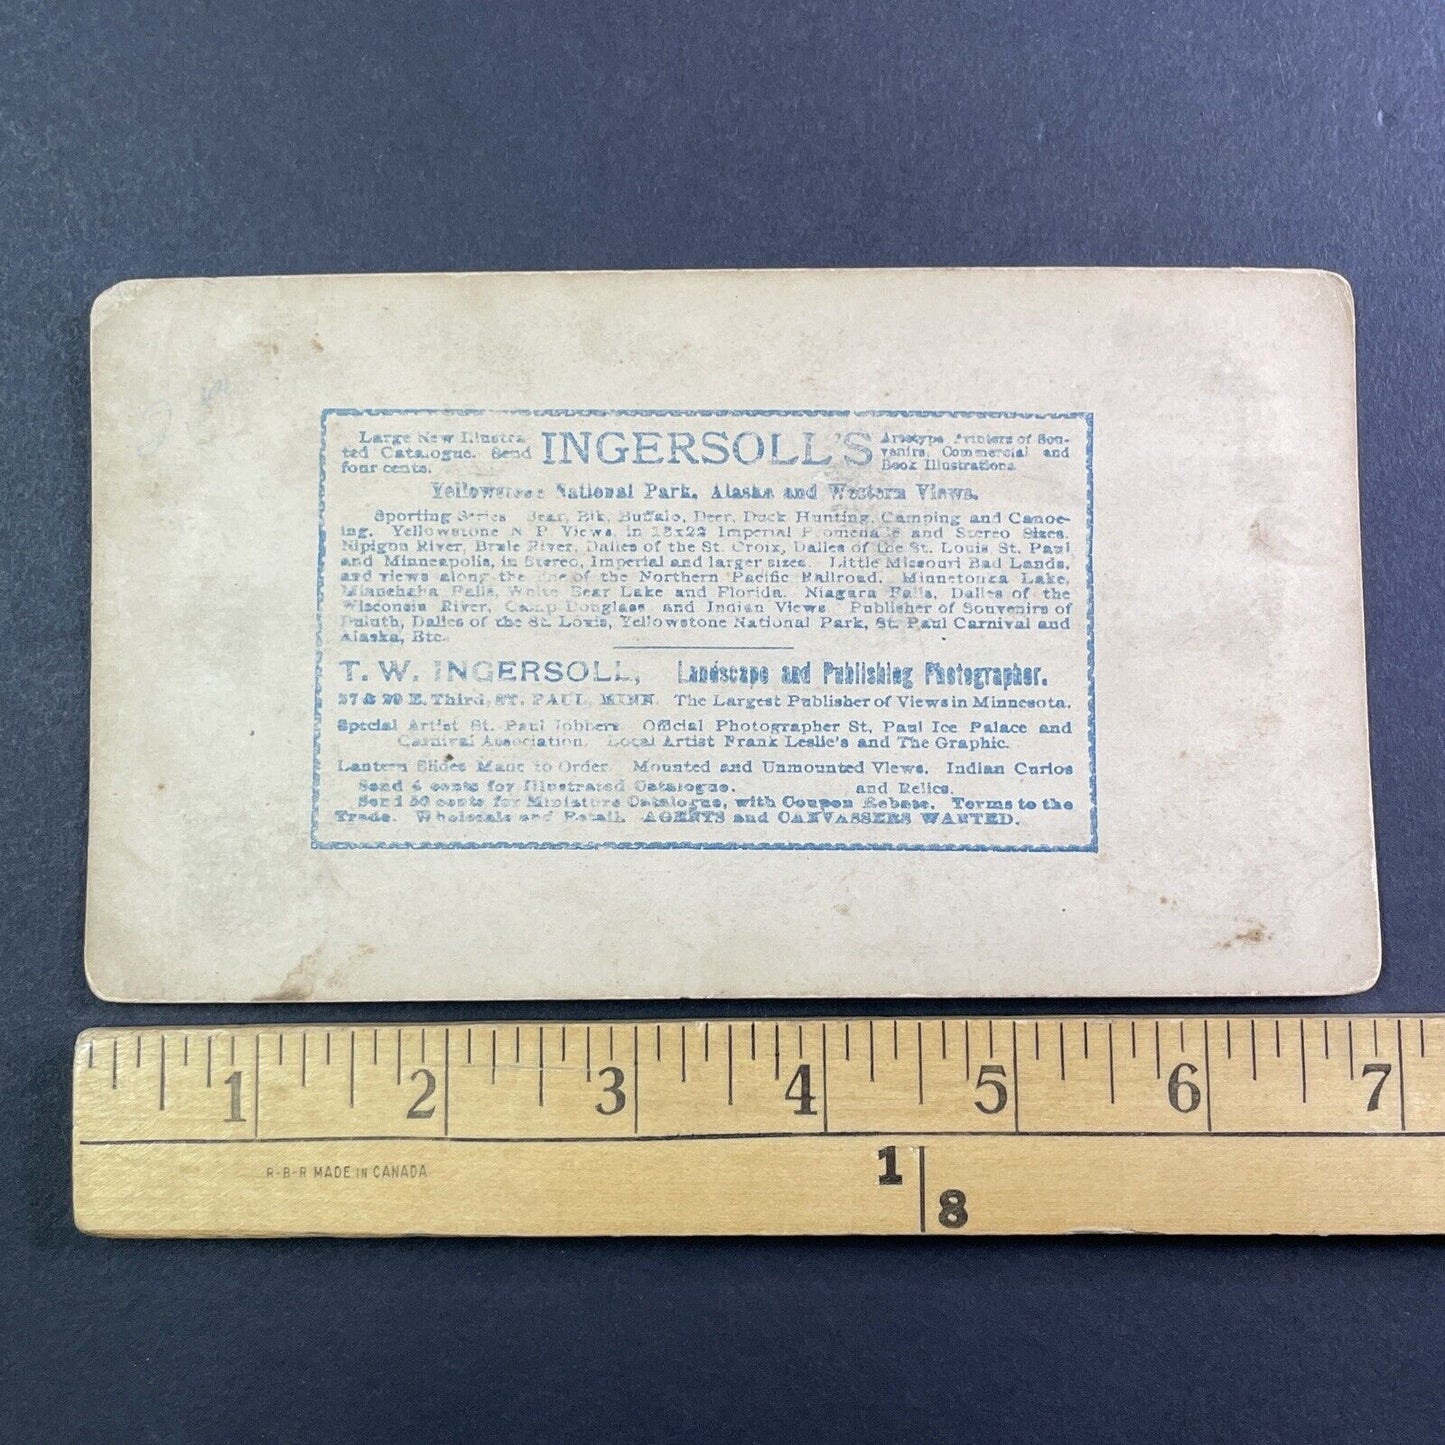 Large New Illustra
ted Catalogue. Send
four cents.
INGERSOLL'S
Artotype Printers of Sou-
venirs, Commercial and
Book Illustrations.
Yellowstone National Park, Alaska and Western Views.
Sporting Series Bear, Elk, Buffalo, Deer, Duck Hunting, Camping and Canoe-
ing. Yellowstone N P. Views, in 18x22 Imperial Promenade and Stereo Sizes.
Nipigon River, Brule River, Dalles of the St. Croix, Dalles of the St. Louis St. Paul
and Minneapolis, in Stereo, Imperial and larger sizes. Little Missouri Bad Lands,
and views along the line of the Northern Pacific Railroad. Minnetonka Lake,
Minnehaha Falls, White Bear Lake and Florida. Niagara Falls, Dalles of the
Wisconsin River, Camp Douglass, and Indian Views. Publisher of Souvenirs of
Duluth, Dalles of the St. Louis, Yellowstone National Park, St. Paul Carnival and
Alaska, Etc.
T. W. INGERSOLL, Landscape and Publishing Photographer.
E. Third, ST. PAUL, MINN. The Largest Publisher of Views in Minnesota.
Special Artist St. Paul Jobbers. Official Photographer St. Paul Ice Palace and
Carnival Association. Local Artist Frank Leslie's and The Graphic.
Lantern Slides Made to Order. Mounted and Unmounted Views. Indian Curios
Send 4 cents for Illustrated Catalogue. and Relics.
Send 50 cents for Miniature Catalogue, with Coupon Rebate. Terms to the
Trade. Wholesale and Retail. AGENTS and CANVASSERS WANTED.
1 2 3 4 5 6 7
R-B-R MADE IN CANADA
1
8